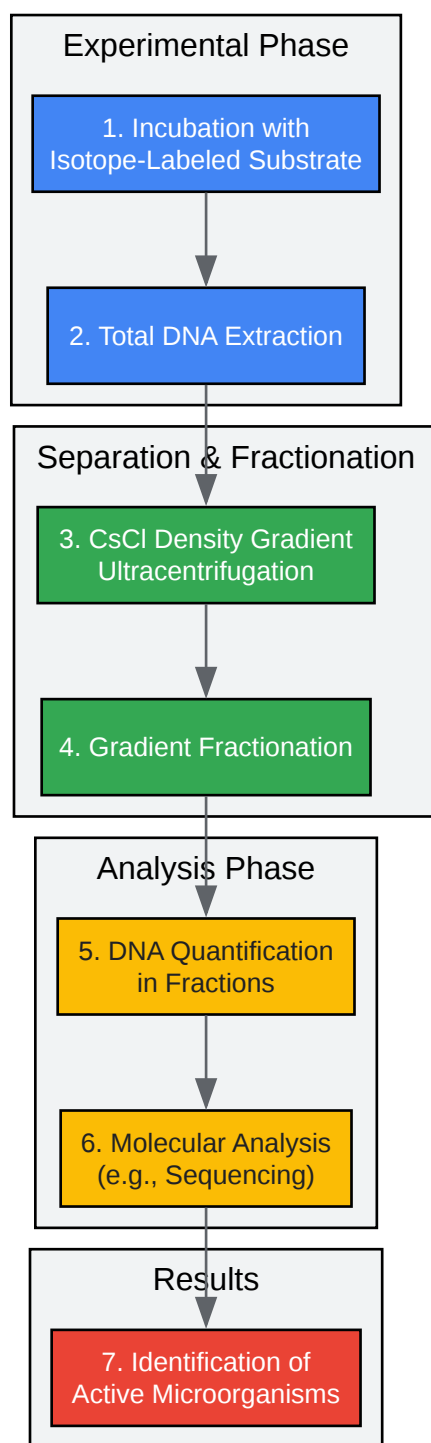 Experimental Phase
1. Incubation with
Isotope-Labeled Substrate
2. Total DNA Extraction
Separation & Fractionation
3. CsCl Density Gradient
Ultracentrifugation
4. Gradient Fractionation
Analysis Phase
5. DNA Quantification
in Fractions
6. Molecular Analysis
(e.g., Sequencing)
Results
7. Identification of
Active Microorganisms